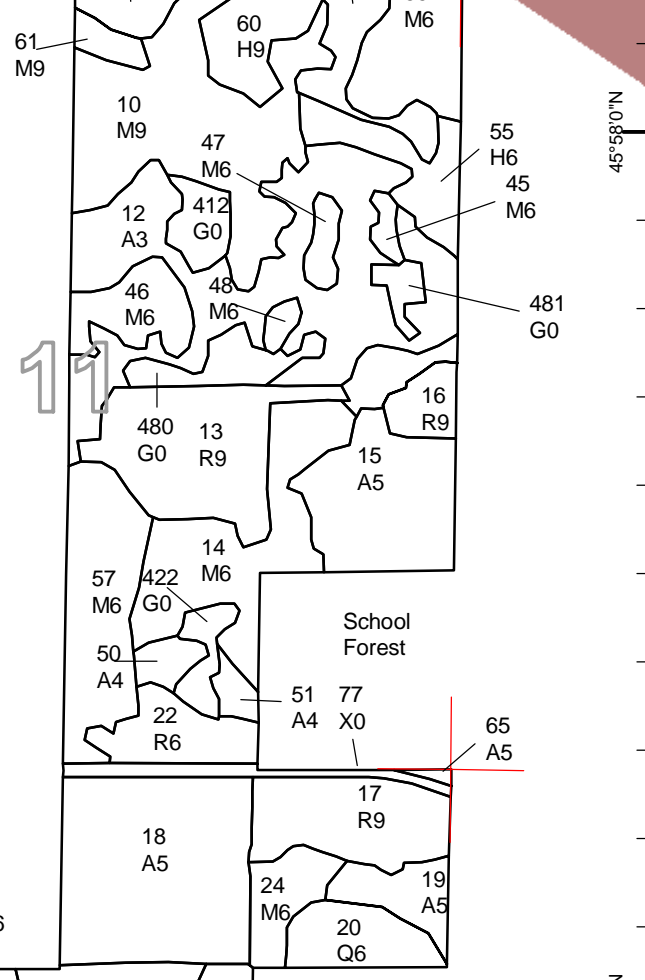 M6
60
H9
61
M9
10
M9
47
M6
55
H6
45
M6
45°58'0"N
12
A3
412
G0
46
M6
48
M6
481
G0
11
480
G0
13
R9
16
R9
15
A5
14
M6
57
M6
422
G0
School
Forest
50
A4
51
A4
77
X0
22
R6
65
A5
17
R9
18
A5
24
M6
19
A5
20
Q6